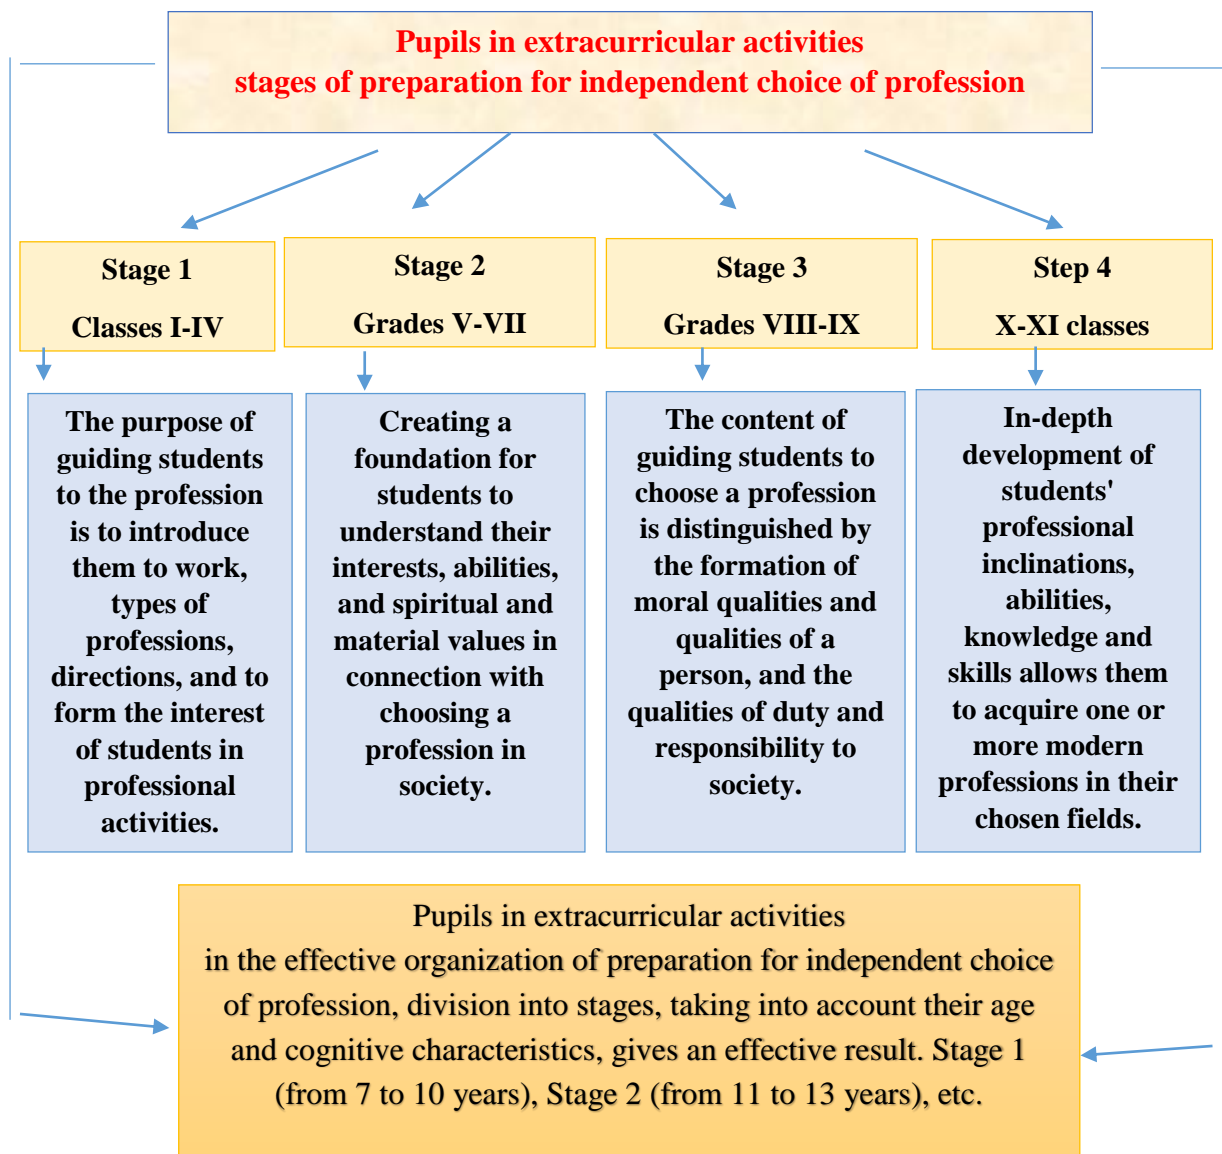 Pupils in extracurricular activities
stages of preparation for independent choice of profession
Stage 1
Classes I-IV
Stage 2
Grades V-VII
Stage 3
Grades VIII-IX
Step 4
X-XI classes
The purpose of
guiding students
to the profession
is to introduce
them to work,
types of
professions,
directions, and to
form the interest
of students in
professional
activities.
Creating a
foundation for
students to
understand their
interests, abilities,
and spiritual and
material values in
connection with
choosing a
profession in
society.
The content of
guiding students to
choose a profession
is distinguished by
the formation of
moral qualities and
qualities of a
person, and the
qualities of duty and
responsibility to
society.
In-depth
development of
students'
professional
inclinations,
abilities,
knowledge and
skills allows them
to acquire one or
more modern
professions in their
chosen fields.
Pupils in extracurricular activities
in the effective organization of preparation for independent choice
of profession, division into stages, taking into account their age
and cognitive characteristics, gives an effective result. Stage 1
(from 7 to 10 years), Stage 2 (from 11 to 13 years), etc.